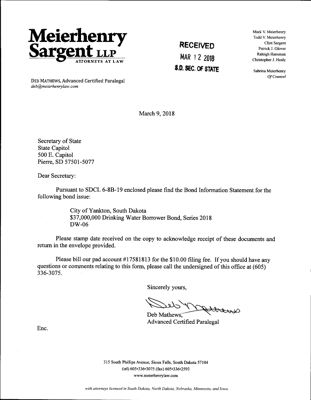 Meierhenry
Sargent LLP
ATTORNEYS AT LAW
DEB MATHEWS, Advanced Certified Paralegal
deb@meierhenrylaw.com
RECEIVED
MAR 12 2018
S.D. SEC. OF STATE
Mark V. Meierhenry
Todd V. Meierhenry
Clint Sargent
Patrick J. Glover
Raleigh Hansman
Christopher J. Healy
Sabrina Meierhenry
Of Counsel
March 9, 2018
Secretary of State
State Capitol
500 E. Capitol
Pierre, SD 57501-5077
Dear Secretary:
Pursuant to SDCL 6-8B-19 enclosed please find the Bond Information Statement for the
following bond issue:
City of Yankton, South Dakota
$37,000,000 Drinking Water Borrower Bond, Series 2018
DW-06
Please stamp date received on the copy to acknowledge receipt of these documents and
return in the envelope provided.
Please bill our pad account #17581813 for the $10.00 filing fee. If you should have any
questions or comments relating to this form, please call the undersigned of this office at (605)
336-3075.
Sincerely yours,
Deb Mathews
Deb Mathews,
Advanced Certified Paralegal
Enc.
315 South Phillips Avenue, Sioux Falls, South Dakota 57104
(tel) 605•336•3075 (fax) 605•336•2593
www.meierhenrylaw.com
with attorneys licensed in South Dakota, North Dakota, Nebraska, Minnesota, and Iowa